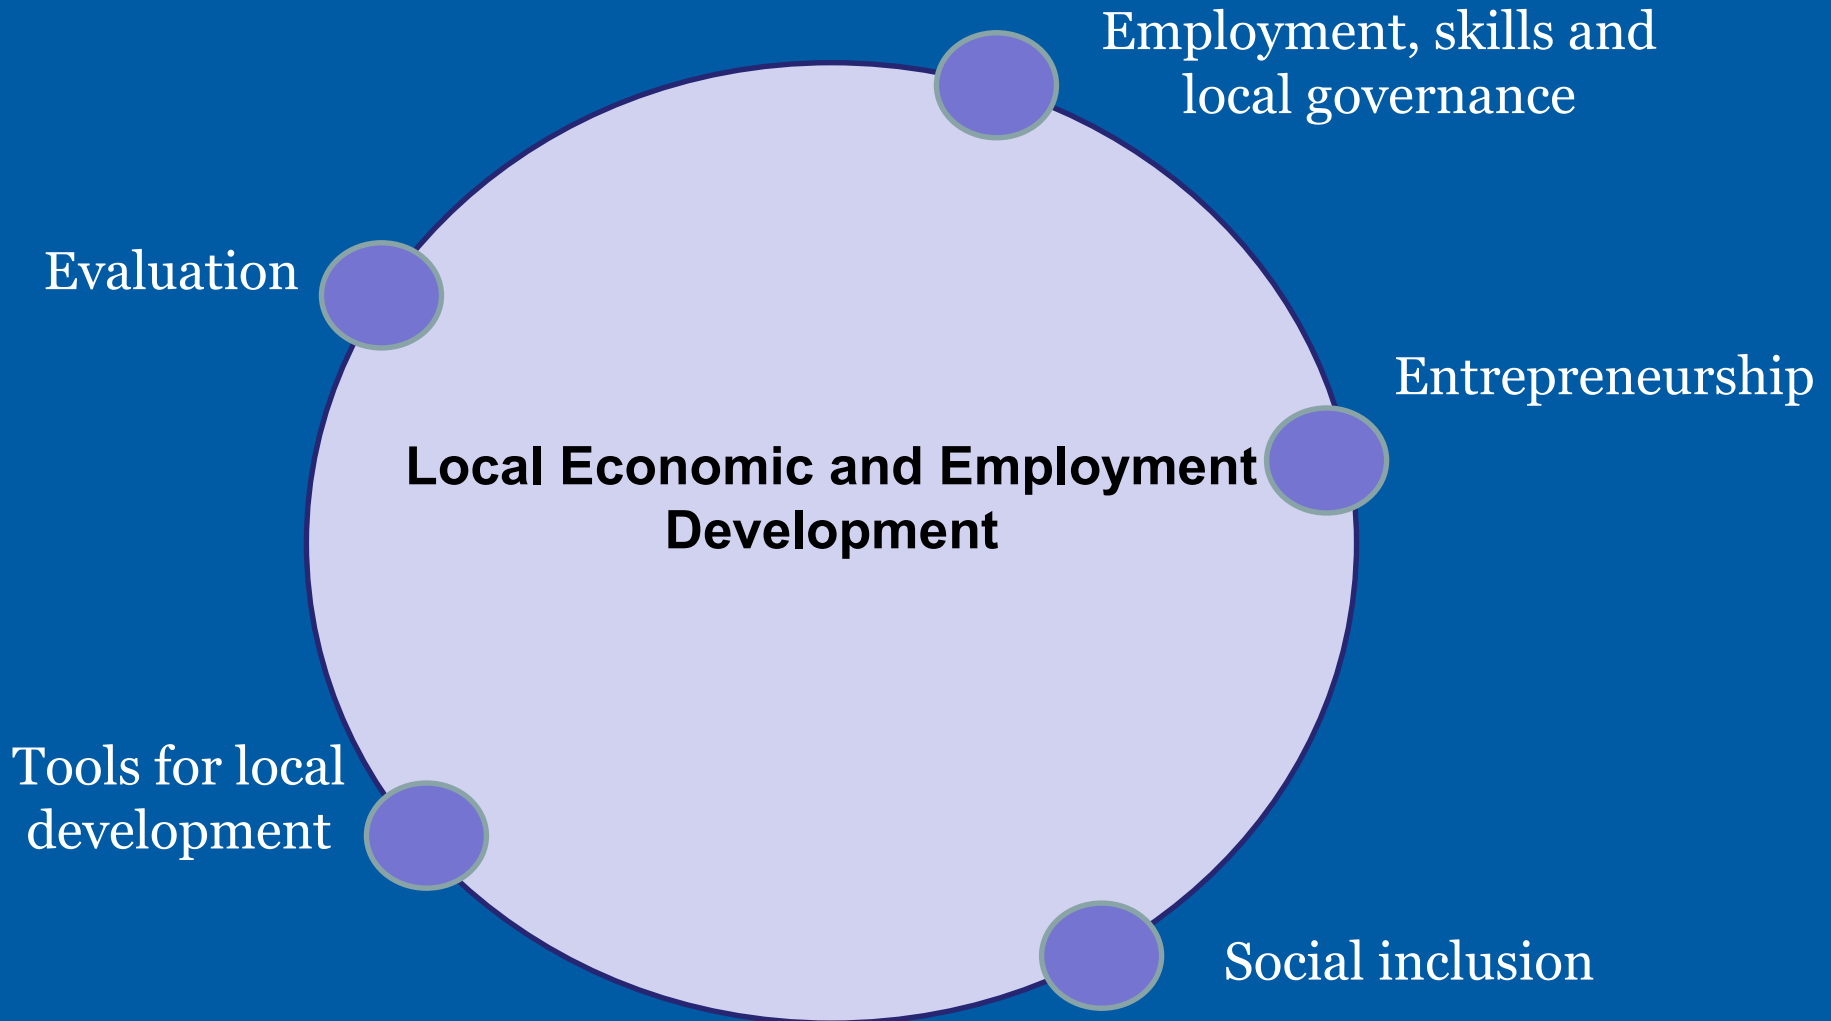 Employment, skills and
local governance
Evaluation
Entrepreneurship
Local Economic and Employment
Development
Tools for local
development
Social inclusion